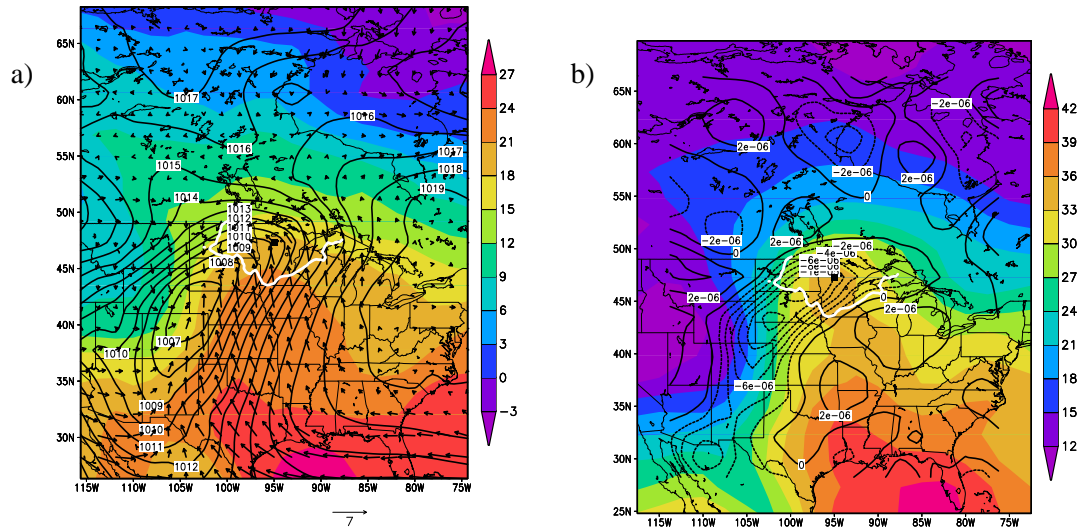 a)
65N
60N
55N
50N
45N
40N
35N
30N
115W
110W
105W
100W
95W
90W
85W
80W
75W
1017
1016
1016
1017
1015
1018
1014
1019
1013
1012
1011
1010
1009
1008
1007
1010
1009
1010
1011
1012
27
24
21
18
15
12
9
6
3
0
−3
7
b)
65N
60N
55N
50N
45N
40N
35N
30N
25N
115W
110W
105W
100W
95W
90W
85W
80W
75W
−2e−06
2e−06
2e−06
−2e−06
0
−2e−06
2e−06
−2e−06
0
−4e−06
−6e−06
2e−06
0
2e−06
−6e−06
2e−06
0
42
39
36
33
30
27
24
21
18
15
12